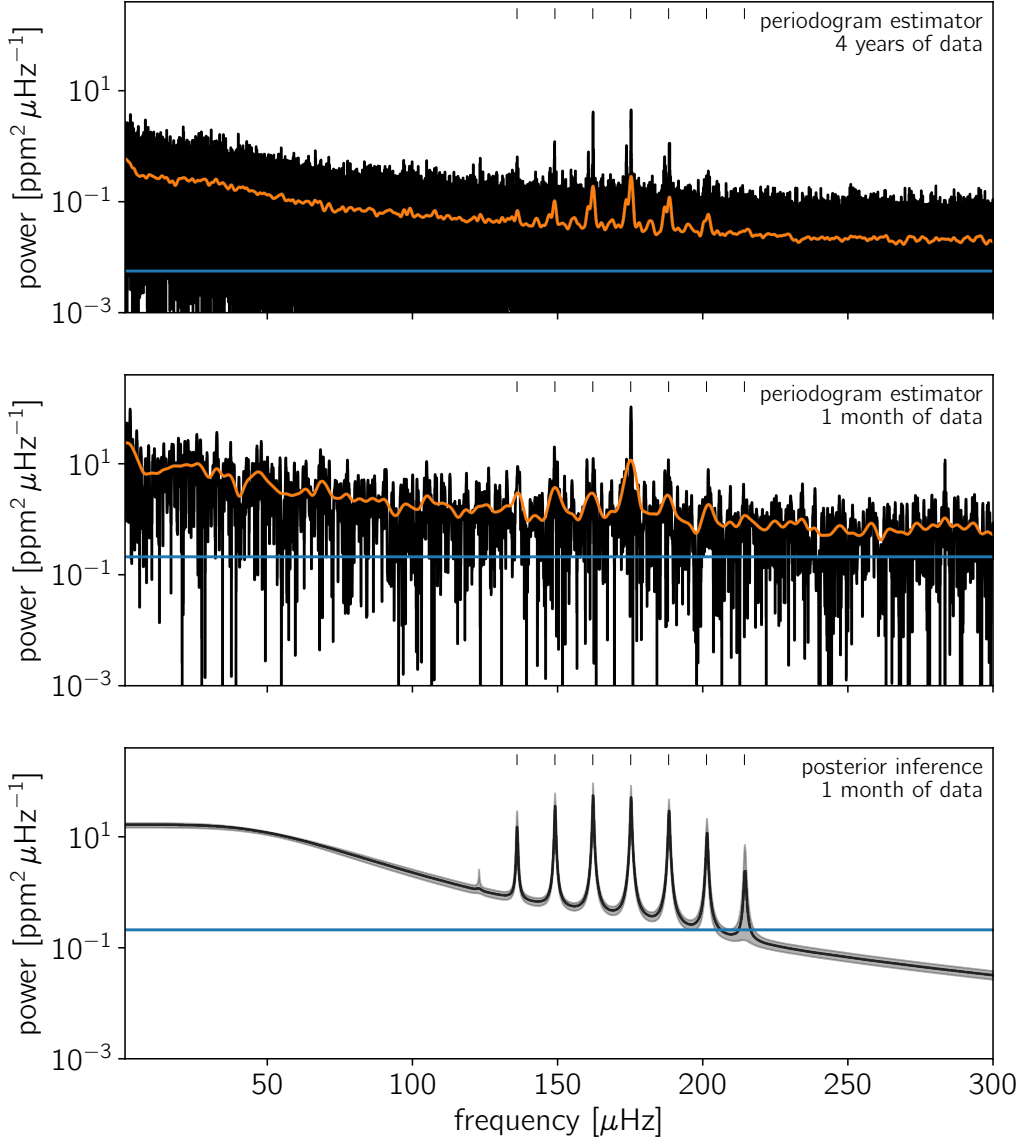 periodogram estimator
4 years of data
power [ppm² μHz⁻¹]
10¹
10⁻¹
10⁻³
periodogram estimator
1 month of data
power [ppm² μHz⁻¹]
10¹
10⁻¹
10⁻³
posterior inference
1 month of data
power [ppm² μHz⁻¹]
10¹
10⁻¹
10⁻³
50 100 150 200 250 300
frequency [μHz]